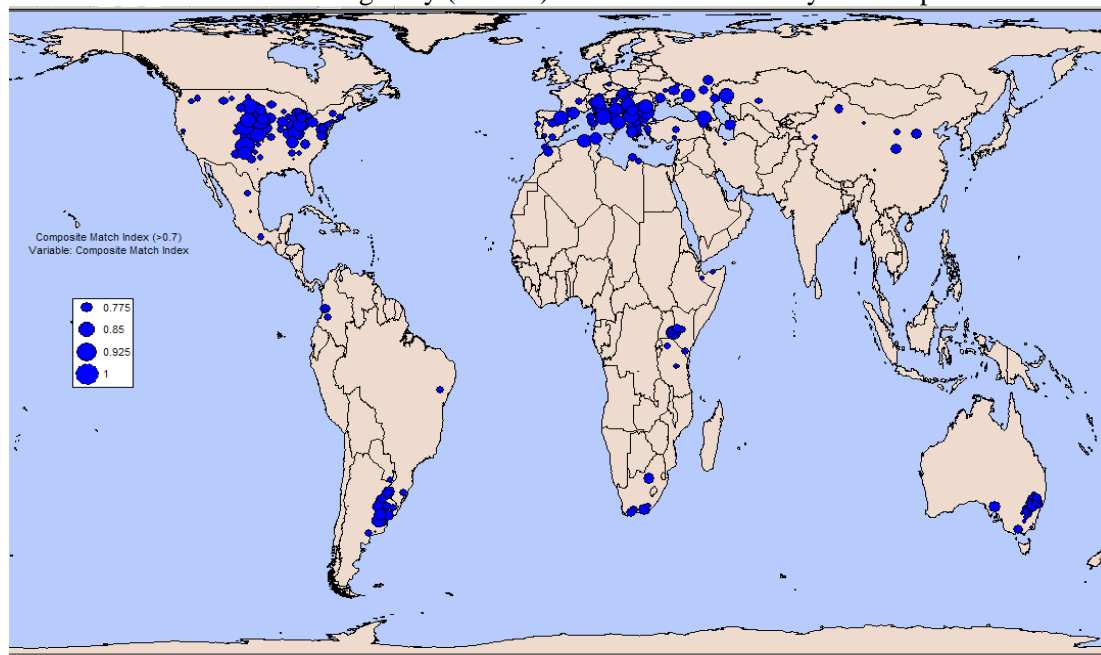 Composite Match Index (>0.7)
Variable: Composite Match Index
0.775
0.85
0.925
1